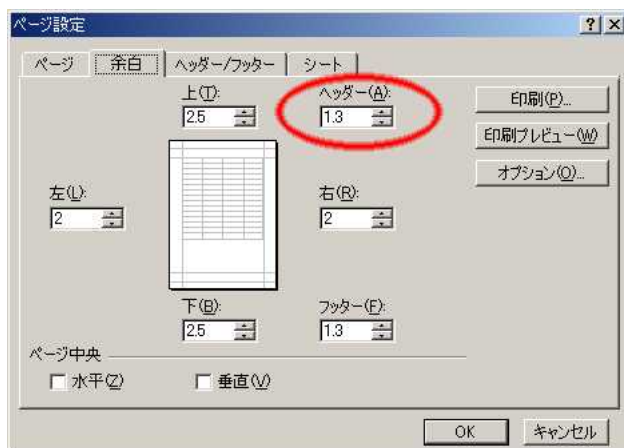 ページ設定
ページ 余白 ヘッダー/フッター シート
上(T): ヘッダー(A):
2.5 1.3
印刷(P)...
印刷プレビュー(W)
オプション(O)...
左(L): 右(R):
2 2
下(B): フッター(F):
2.5 1.3
ページ中央
水平(Z) 垂直(V)
OK キャンセル